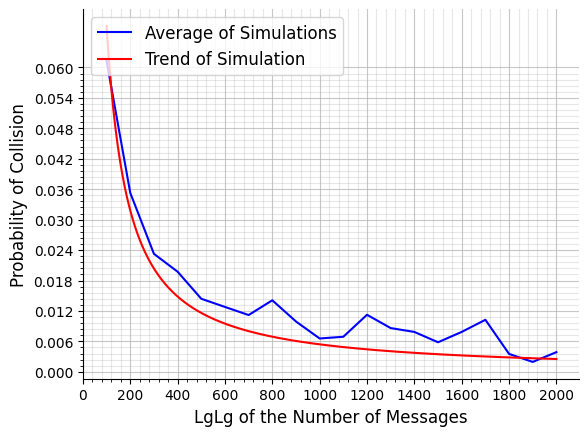 Average of Simulations
Trend of Simulation
Probability of Collision
0.060
0.054
0.048
0.042
0.036
0.030
0.024
0.018
0.012
0.006
0.000
0 200 400 600 800 1000 1200 1400 1600 1800 2000
LgLg of the Number of Messages